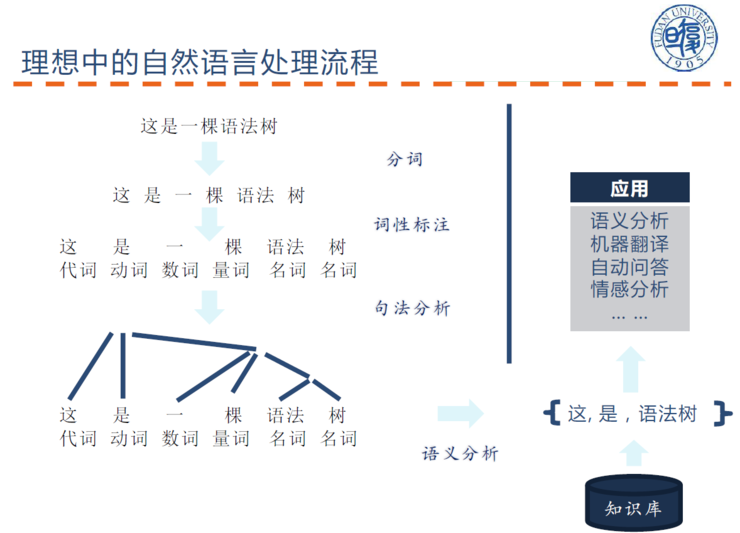 理想中的自然语言处理流程
FUDAN UNIVERSITY
1905
这是一棵语法树
分词
这 是 一 棵 语法 树
词性标注
这 是 一 棵 语法 树
代词 动词 数词 量词 名词 名词
句法分析
这 是 一 棵 语法 树
代词 动词 数词 量词 名词 名词
语义分析
应用
语义分析
机器翻译
自动问答
情感分析
... ...
{ 这, 是 , 语法树 }
知识库